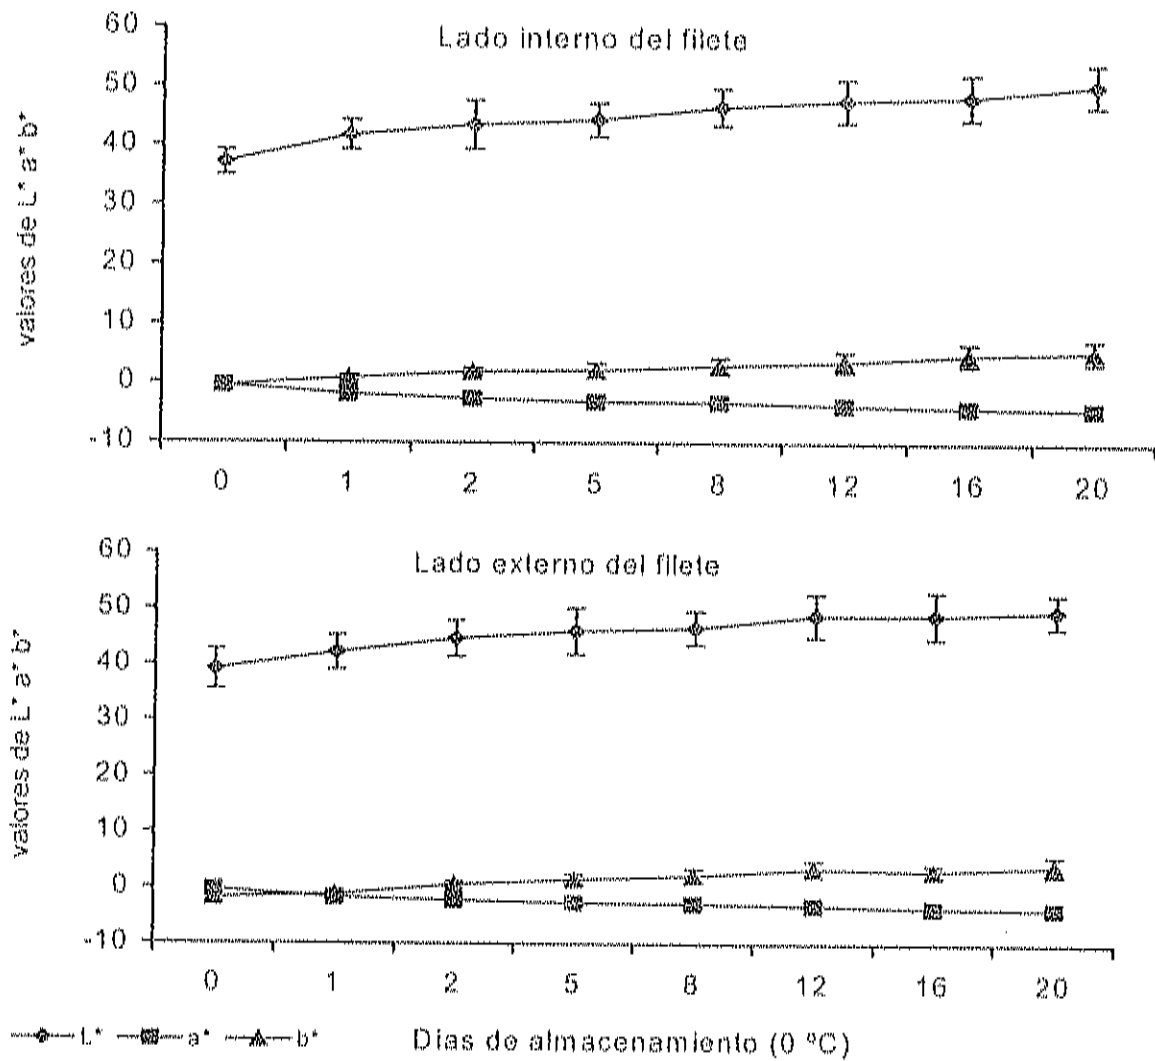 Lado interno del filete
60
50
40
30
20
10
0
-10
valores de L* a* b*
0 1 2 5 8 12 16 20
Lado externo del filete
60
50
40
30
20
10
0
-10
valores de L* a* b*
0 1 2 5 8 12 16 20
L* a* b*
Días de almacenamiento (0 ºC)